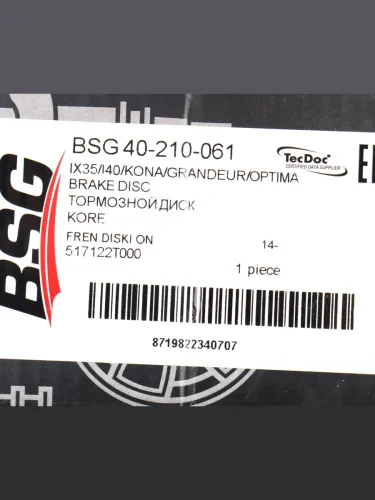 BSG
BSG 40-210-061
IX35/I40/KONA/GRANDEUR/OPTIMA
BRAKE DISC
ТОРМОЗНОЙ ДИСК
KORE
FREN DISKI ON
517122T000
14-
1 piece
TecDoc
CERTIFIED DATA SUPPLIER
8719822340707